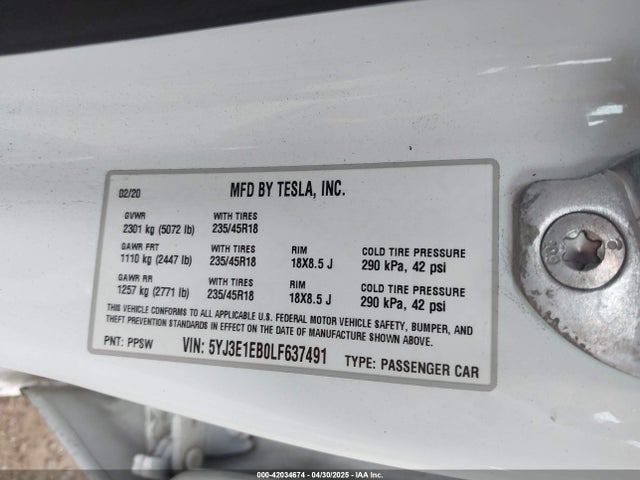 02/20 MFD BY TESLA, INC.
GVWR WITH TIRES
2301 kg (5072 lb) 235/45R18
GAWR FRT WITH TIRES RIM COLD TIRE PRESSURE
1110 kg (2447 lb) 235/45R18 18X8.5 J 290 kPa, 42 psi
GAWR RR WITH TIRES RIM COLD TIRE PRESSURE
1257 kg (2771 lb) 235/45R18 18X8.5 J 290 kPa, 42 psi
THIS VEHICLE CONFORMS TO ALL APPLICABLE U.S. FEDERAL MOTOR VEHICLE SAFETY, BUMPER, AND
THEFT PREVENTION STANDARDS IN EFFECT ON THE DATE OF MANUFACTURE SHOWN ABOVE.
PNT: PPSW VIN: 5YJ3E1EB0LF637491 TYPE: PASSENGER CAR
000-42034674 - 04/30/2025 - IAA Inc.